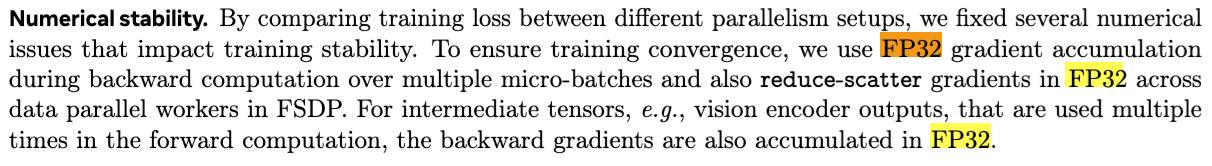 Numerical stability. By comparing training loss between different parallelism setups, we fixed several numerical
issues that impact training stability. To ensure training convergence, we use FP32 gradient accumulation
during backward computation over multiple micro-batches and also reduce-scatter gradients in FP32 across
data parallel workers in FSDP. For intermediate tensors, e.g., vision encoder outputs, that are used multiple
times in the forward computation, the backward gradients are also accumulated in FP32.